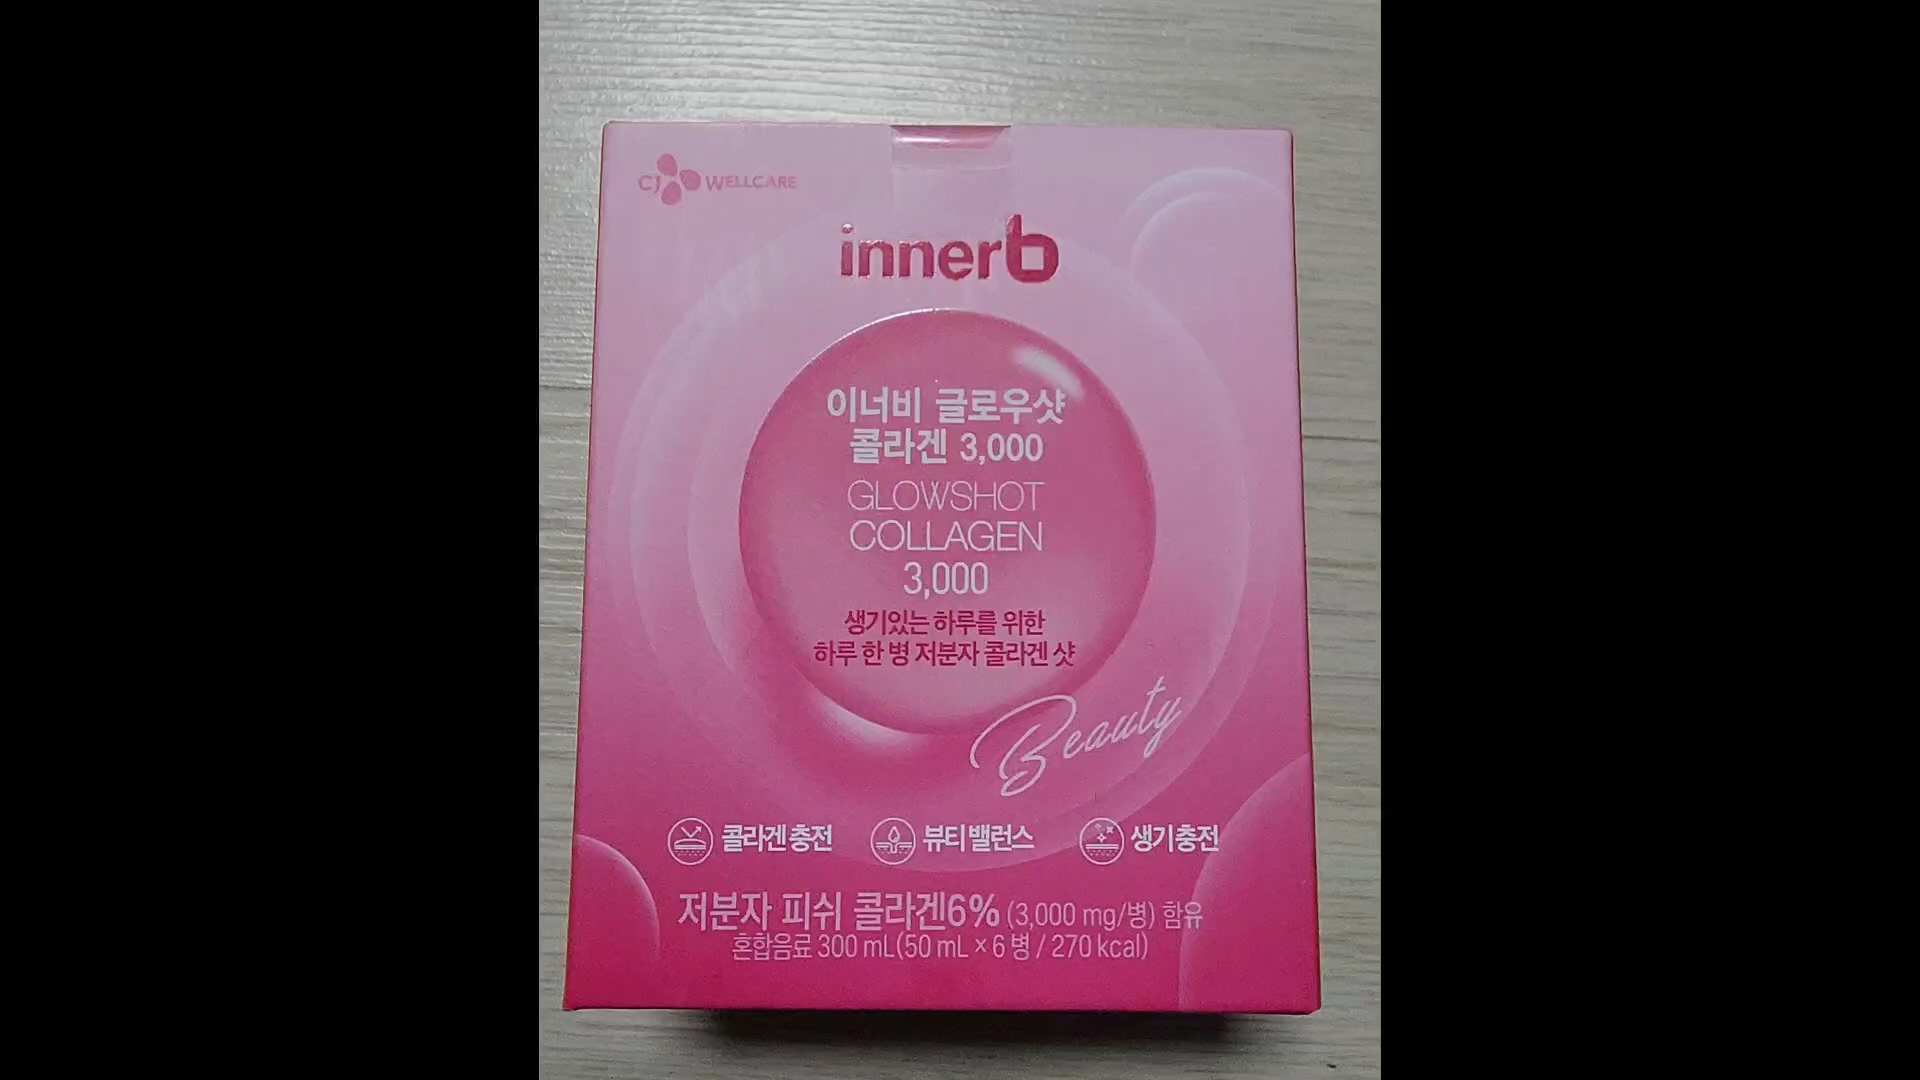 CJ WELLCARE
innerb
이너비 글로우샷
콜라겐 3,000
GLOWSHOT
COLLAGEN
3,000
생기있는 하루를 위한
하루 한 병 저분자 콜라겐 샷
Beauty
콜라겐 충전 뷰티 밸런스 생기 충전
저분자 피쉬 콜라겐6% (3,000 mg/병) 함유
혼합음료 300 mL(50 mL × 6 병 / 270 kcal)